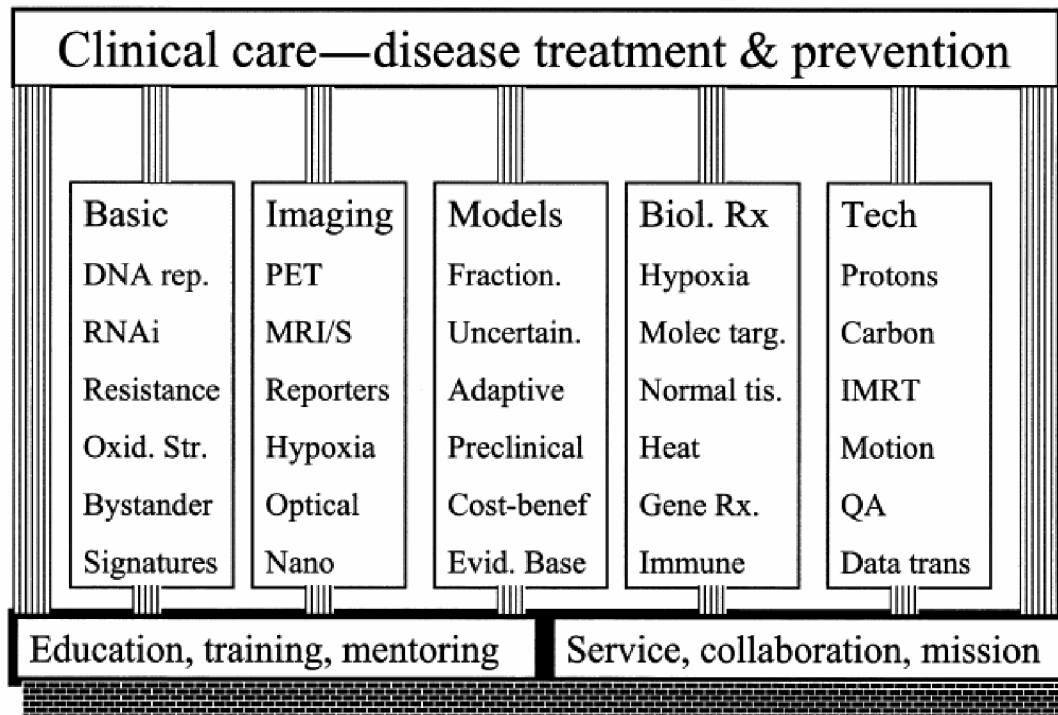 Clinical care—disease treatment & prevention
Basic
DNA rep.
RNAi
Resistance
Oxid. Str.
Bystander
Signatures
Imaging
PET
MRI/S
Reporters
Hypoxia
Optical
Nano
Models
Fraction.
Uncertain.
Adaptive
Preclinical
Cost-benef
Evid. Base
Biol. Rx
Hypoxia
Molec targ.
Normal tis.
Heat
Gene Rx.
Immune
Tech
Protons
Carbon
IMRT
Motion
QA
Data trans
Education, training, mentoring
Service, collaboration, mission